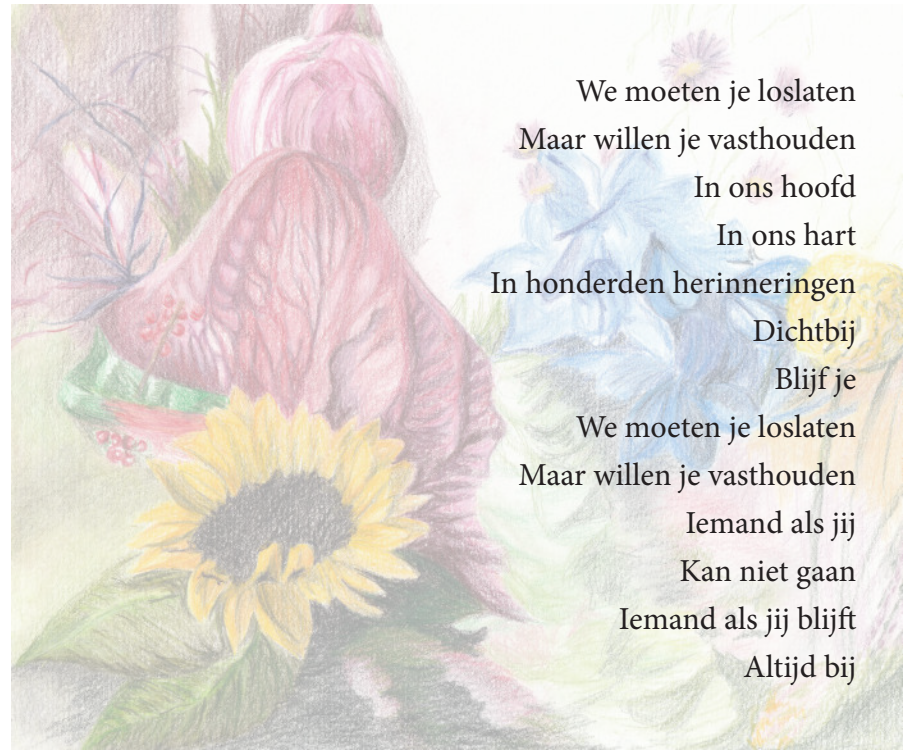 We moeten je loslaten
Maar willen je vasthouden
In ons hoofd
In ons hart
In honderden herinneringen
Dichtbij
Blijf je
We moeten je loslaten
Maar willen je vasthouden
Iemand als jij
Kan niet gaan
Iemand als jij blijft
Altijd bij